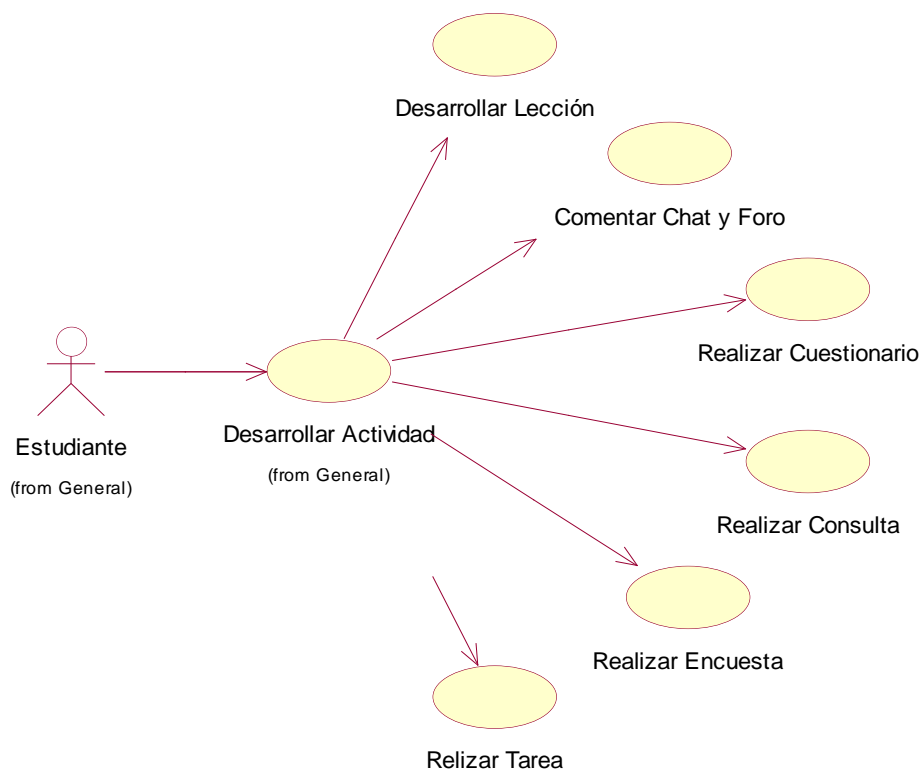 Desarrollar Lección
Comentar Chat y Foro
Realizar Cuestionario
Estudiante
(from General)
Desarrollar Actividad
(from General)
Realizar Consulta
Realizar Encuesta
Relizar Tarea